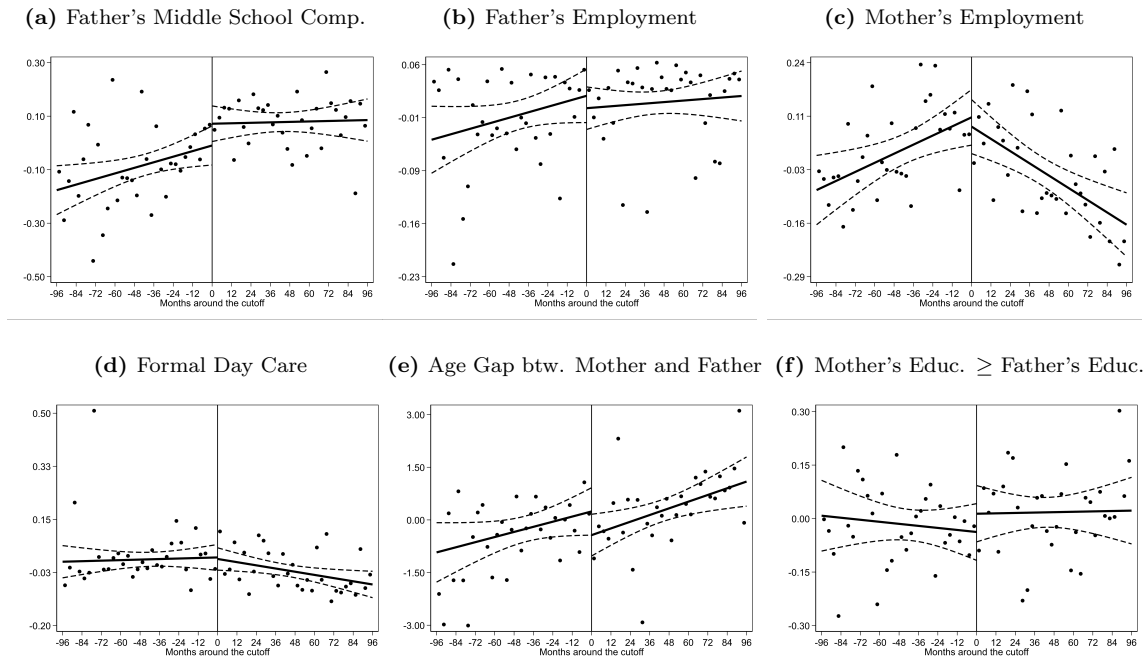 (a) Father's Middle School Comp.
(b) Father's Employment
(c) Mother's Employment
0.30
0.10
-0.10
-0.30
-0.50
-96 -84 -72 -60 -48 -36 -24 -12 0 12 24 36 48 60 72 84 96
Months around the cutoff
0.06
-0.01
-0.09
-0.16
-0.23
-96 -84 -72 -60 -48 -36 -24 -12 0 12 24 36 48 60 72 84 96
Months around the cutoff
0.24
0.11
-0.03
-0.16
-0.29
-96 -84 -72 -60 -48 -36 -24 -12 0 12 24 36 48 60 72 84 96
Months around the cutoff
(d) Formal Day Care
(e) Age Gap btw. Mother and Father
(f) Mother's Educ. ≥ Father's Educ.
0.50
0.33
0.15
-0.03
-0.20
-96 -84 -72 -60 -48 -36 -24 -12 0 12 24 36 48 60 72 84 96
Months around the cutoff
3.00
1.50
0.00
-1.50
-3.00
-96 -84 -72 -60 -48 -36 -24 -12 0 12 24 36 48 60 72 84 96
Months around the cutoff
0.30
0.15
0.00
-0.15
-0.30
-96 -84 -72 -60 -48 -36 -24 -12 0 12 24 36 48 60 72 84 96
Months around the cutoff